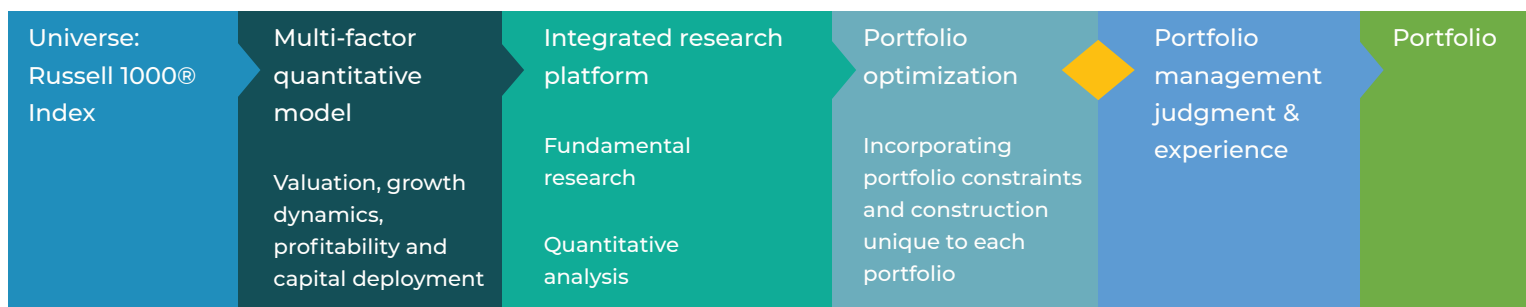 Universe:
Russell 1000®
Index
Multi-factor
quantitative
model
Valuation, growth
dynamics,
profitability and
capital deployment
Integrated research
platform
Fundamental
research
Quantitative
analysis
Portfolio
optimization
Incorporating
portfolio constraints
and construction
unique to each
portfolio
Portfolio
management
judgment &
experience
Portfolio